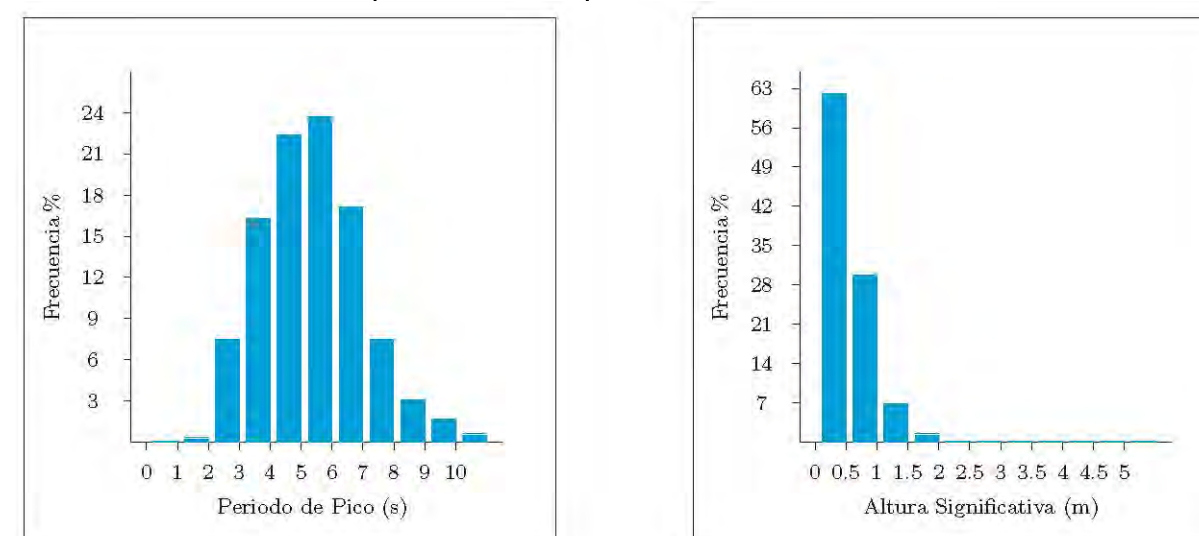 24
21
18
15
12
9
6
3
Frecuencia %
0 1 2 3 4 5 6 7 8 9 10
Periodo de Pico (s)
63
56
49
42
35
28
21
14
7
Frecuencia %
0 0.5 1 1.5 2 2.5 3 3.5 4 4.5 5
Altura Significativa (m)